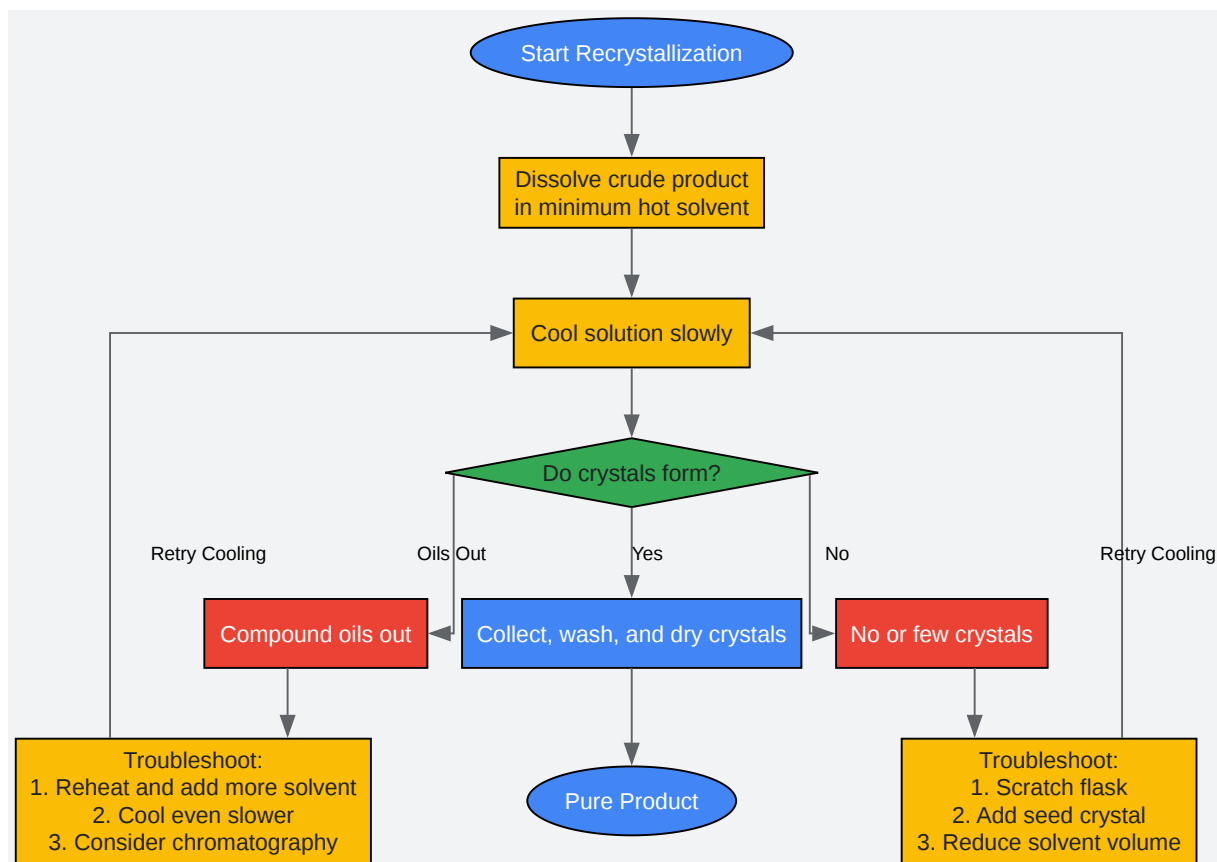 Start Recrystallization
Dissolve crude product
in minimum hot solvent
Cool solution slowly
Do crystals form?
Retry Cooling
Oils Out
Yes
No
Retry Cooling
Compound oils out
Collect, wash, and dry crystals
No or few crystals
Troubleshoot:
1. Reheat and add more solvent
2. Cool even slower
3. Consider chromatography
Pure Product
Troubleshoot:
1. Scratch flask
2. Add seed crystal
3. Reduce solvent volume